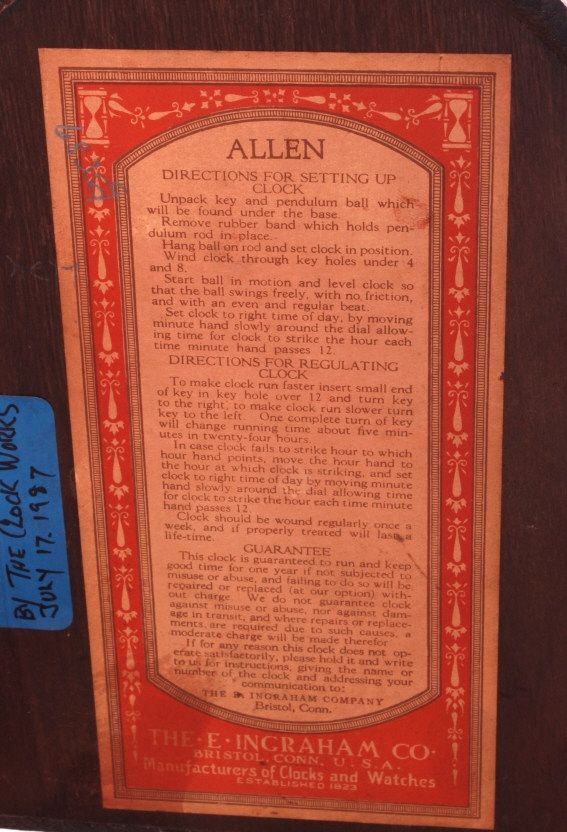 ALLEN
DIRECTIONS FOR SETTING UP
CLOCK
Unpack key and pendulum ball which
will be found under the base.
Remove rubber band which holds pen-
dulum rod in place.
Hang ball on rod and set clock in position.
Wind clock through key holes under 4
and 8.
Start ball in motion and level clock so
that the ball swings freely, with no friction,
and with an even and regular beat.
Set clock to right time of day, by moving
minute hand slowly around the dial allow-
ing time for clock to strike the hour each
time minute hand passes 12.
DIRECTIONS FOR REGULATING
CLOCK
To make clock run faster insert small end
of key in key hole over 12 and turn key
to the right, to make clock run slower turn
key to the left. One complete turn of key
will change running time about five min-
utes in twenty-four hours.
In case clock fails to strike hour to which
hour hand points, move the hour hand to
the hour at which clock is striking, and set
clock to right time of day by moving minute
hand slowly around the dial allowing time
for clock to strike the hour each time minute
hand passes 12.
Clock should be wound regularly once a
week, and if properly treated will last a
life-time.
GUARANTEE
This clock is guaranteed to run and keep
good time for one year if not subjected to
misuse or abuse, and failing to do so will be
repaired or replaced (at our option) with-
out charge. We do not guarantee clock
against misuse or abuse, nor against dam-
age in transit, and where repairs or replace-
ments, are required due to such causes, a
moderate charge will be made therefor
If for any reason this clock does not op-
erate satisfactorily, please hold it and write
to us for instructions, giving the name or
number of the clock and addressing your
communication to:
THE E. INGRAHAM COMPANY
Bristol, Conn.
THE·E·INGRAHAM CO·
BRISTOL, CONN. U.S.A.
Manufacturers of Clocks and Watches
ESTABLISHED 1823
BY THE CLOCK WORKS
JULY 17. 1987